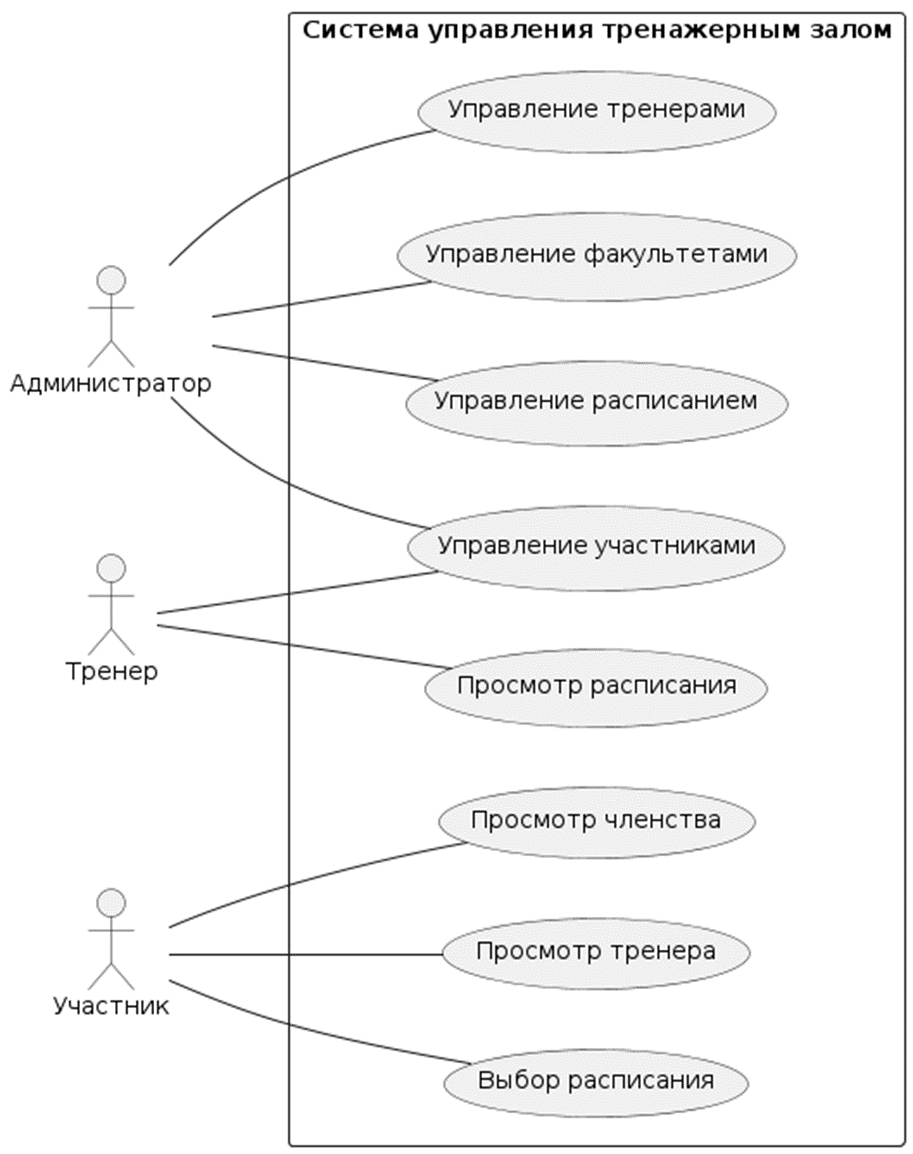 Система управления тренажерным залом
Управление тренерами
Управление факультетами
Управление расписанием
Администратор
Управление участниками
Тренер
Просмотр расписания
Просмотр членства
Просмотр тренера
Участник
Выбор расписания